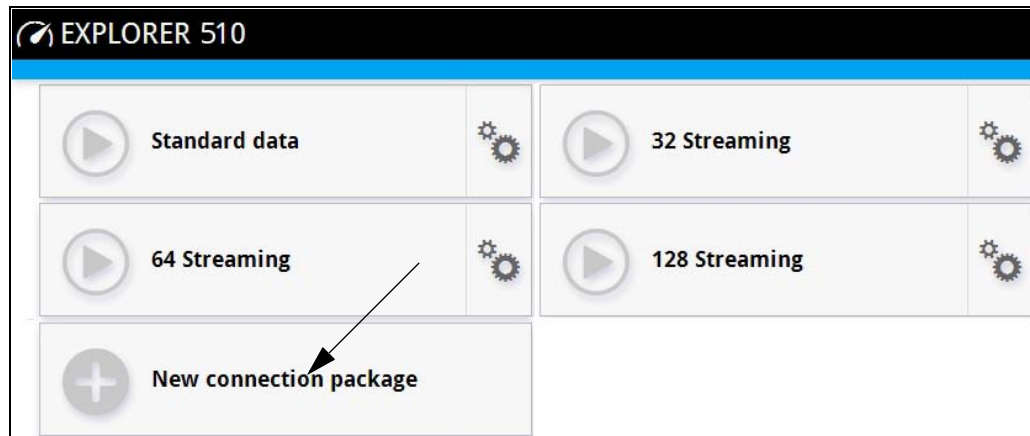 EXPLORER 510
Standard data
32 Streaming
64 Streaming
128 Streaming
New connection package